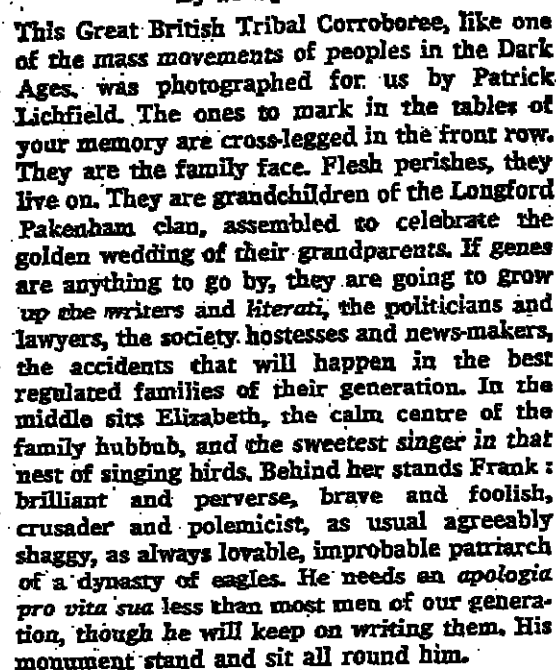 This Great British Tribal Corroboree, like one
of the mass movements of peoples in the Dark
Ages, was photographed for us by Patrick
Lichfield. The ones to mark in the tables of
your memory are cross-legged in the front row.
They are the family face. Flesh perishes, they
live on. They are grandchildren of the Longford
Pakenham clan, assembled to celebrate the
golden wedding of their grandparents. If genes
are anything to go by, they are going to grow
up the writers and literati, the politicians and
lawyers, the society hostesses and news-makers,
the accidents that will happen in the best
regulated families of their generation. In the
middle sits Elizabeth, the calm centre of the
family hubbub, and the sweetest singer in that
nest of singing birds. Behind her stands Frank:
brilliant and perverse, brave and foolish,
crusader and polemicist, as usual agreeably
shaggy, as always lovable, improbable patriarch
of a dynasty of eagles. He needs an apologia
pro vita sua less than most men of our genera-
tion, though he will keep on writing them. His
monument stand and sit all round him.